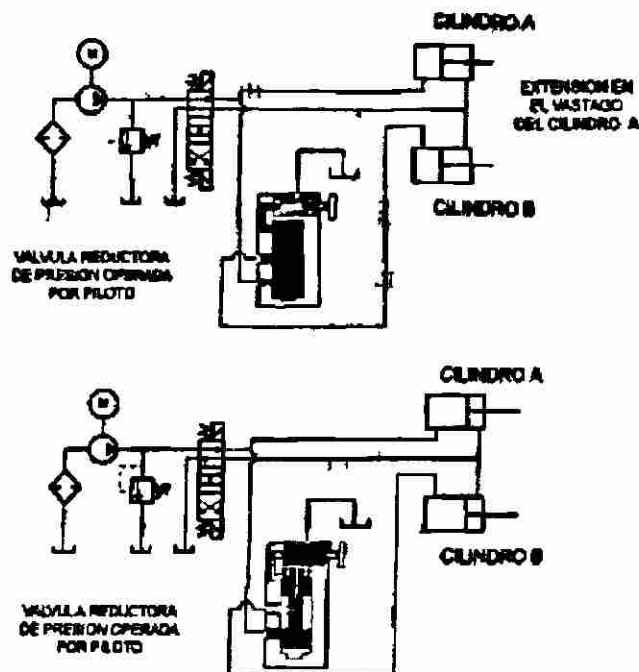 CILINDRO A
M
EXTENSION EN
EL VASTAGO
DEL CILINDRO A
CILINDRO B
VALVULA REDUCTORA
DE PRESION OPERADA
POR PILOTO
CILINDRO A
M
CILINDRO B
VALVULA REDUCTORA
DE PRESION OPERADA
POR PILOTO